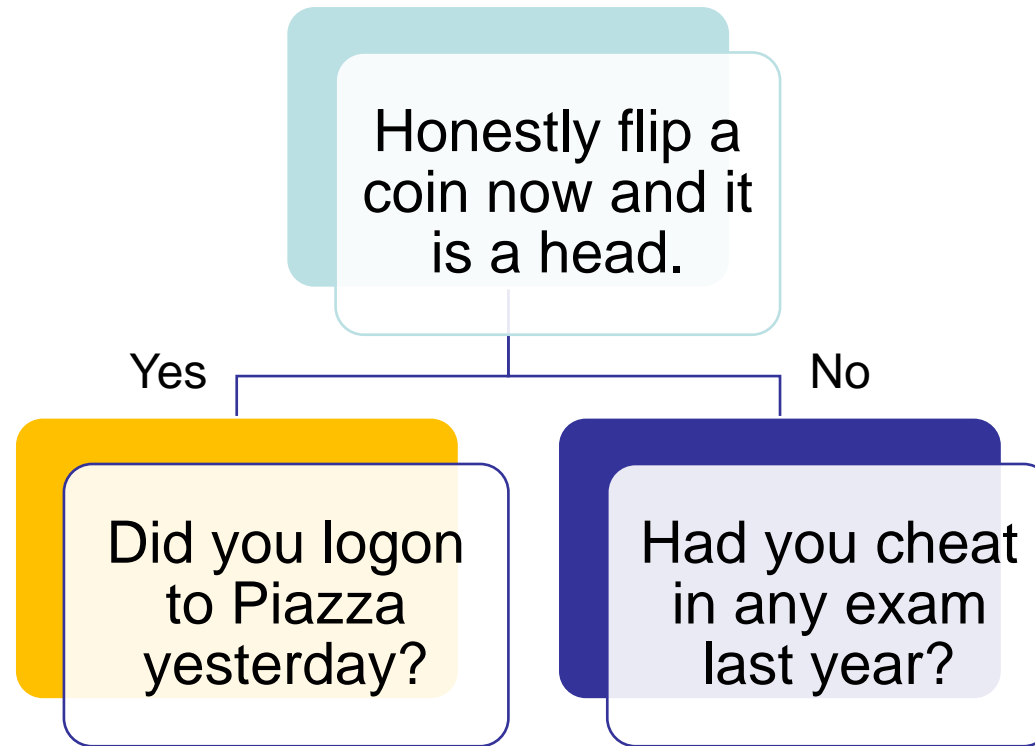 Honestly flip a
coin now and it
is a head.
Yes
No
Did you logon
to Piazza
yesterday?
Had you cheat
in any exam
last year?